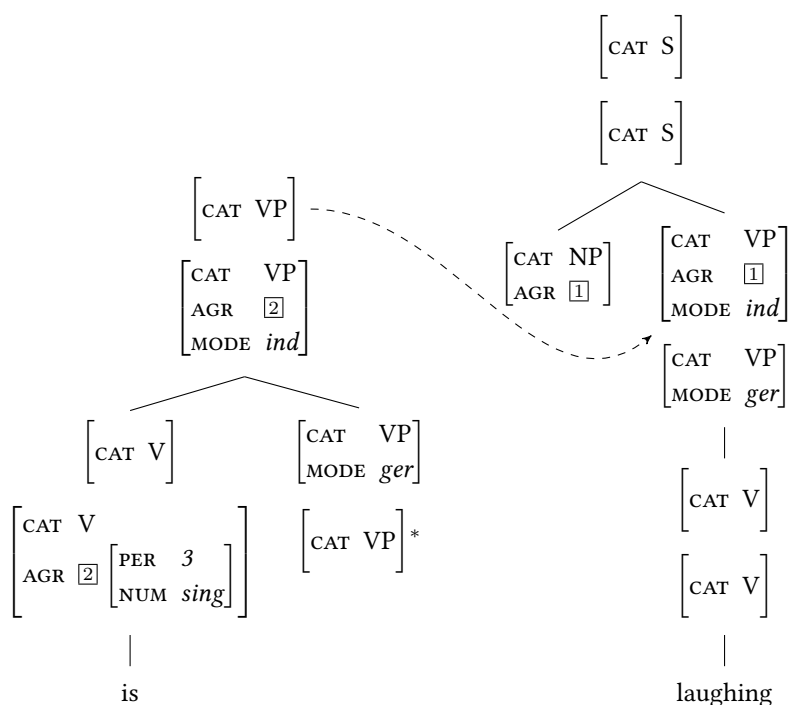 CAT S
CAT S
CAT VP
CAT NP
AGR 1
CAT VP
AGR 1
MODE ind
CAT VP
AGR 2
MODE ind
CAT VP
MODE ger
CAT V
CAT VP
MODE ger
CAT V
CAT V
AGR 2 PER 3
NUM sing
CAT VP *
CAT V
is
laughing